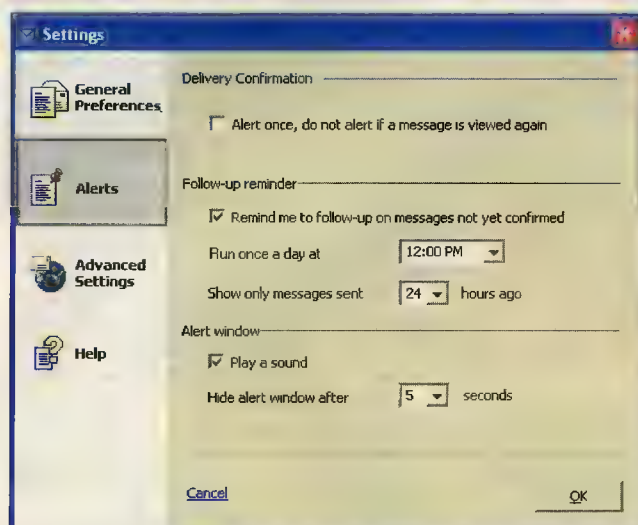 Settings
General
Preferences
Alerts
Advanced
Settings
Help
Delivery Confirmation
Alert once, do not alert if a message is viewed again
Follow-up reminder
Remind me to follow-up on messages not yet confirmed
Run once a day at 12:00 PM
Show only messages sent 24 hours ago
Alert window
Play a sound
Hide alert window after 5 seconds
Cancel
OK